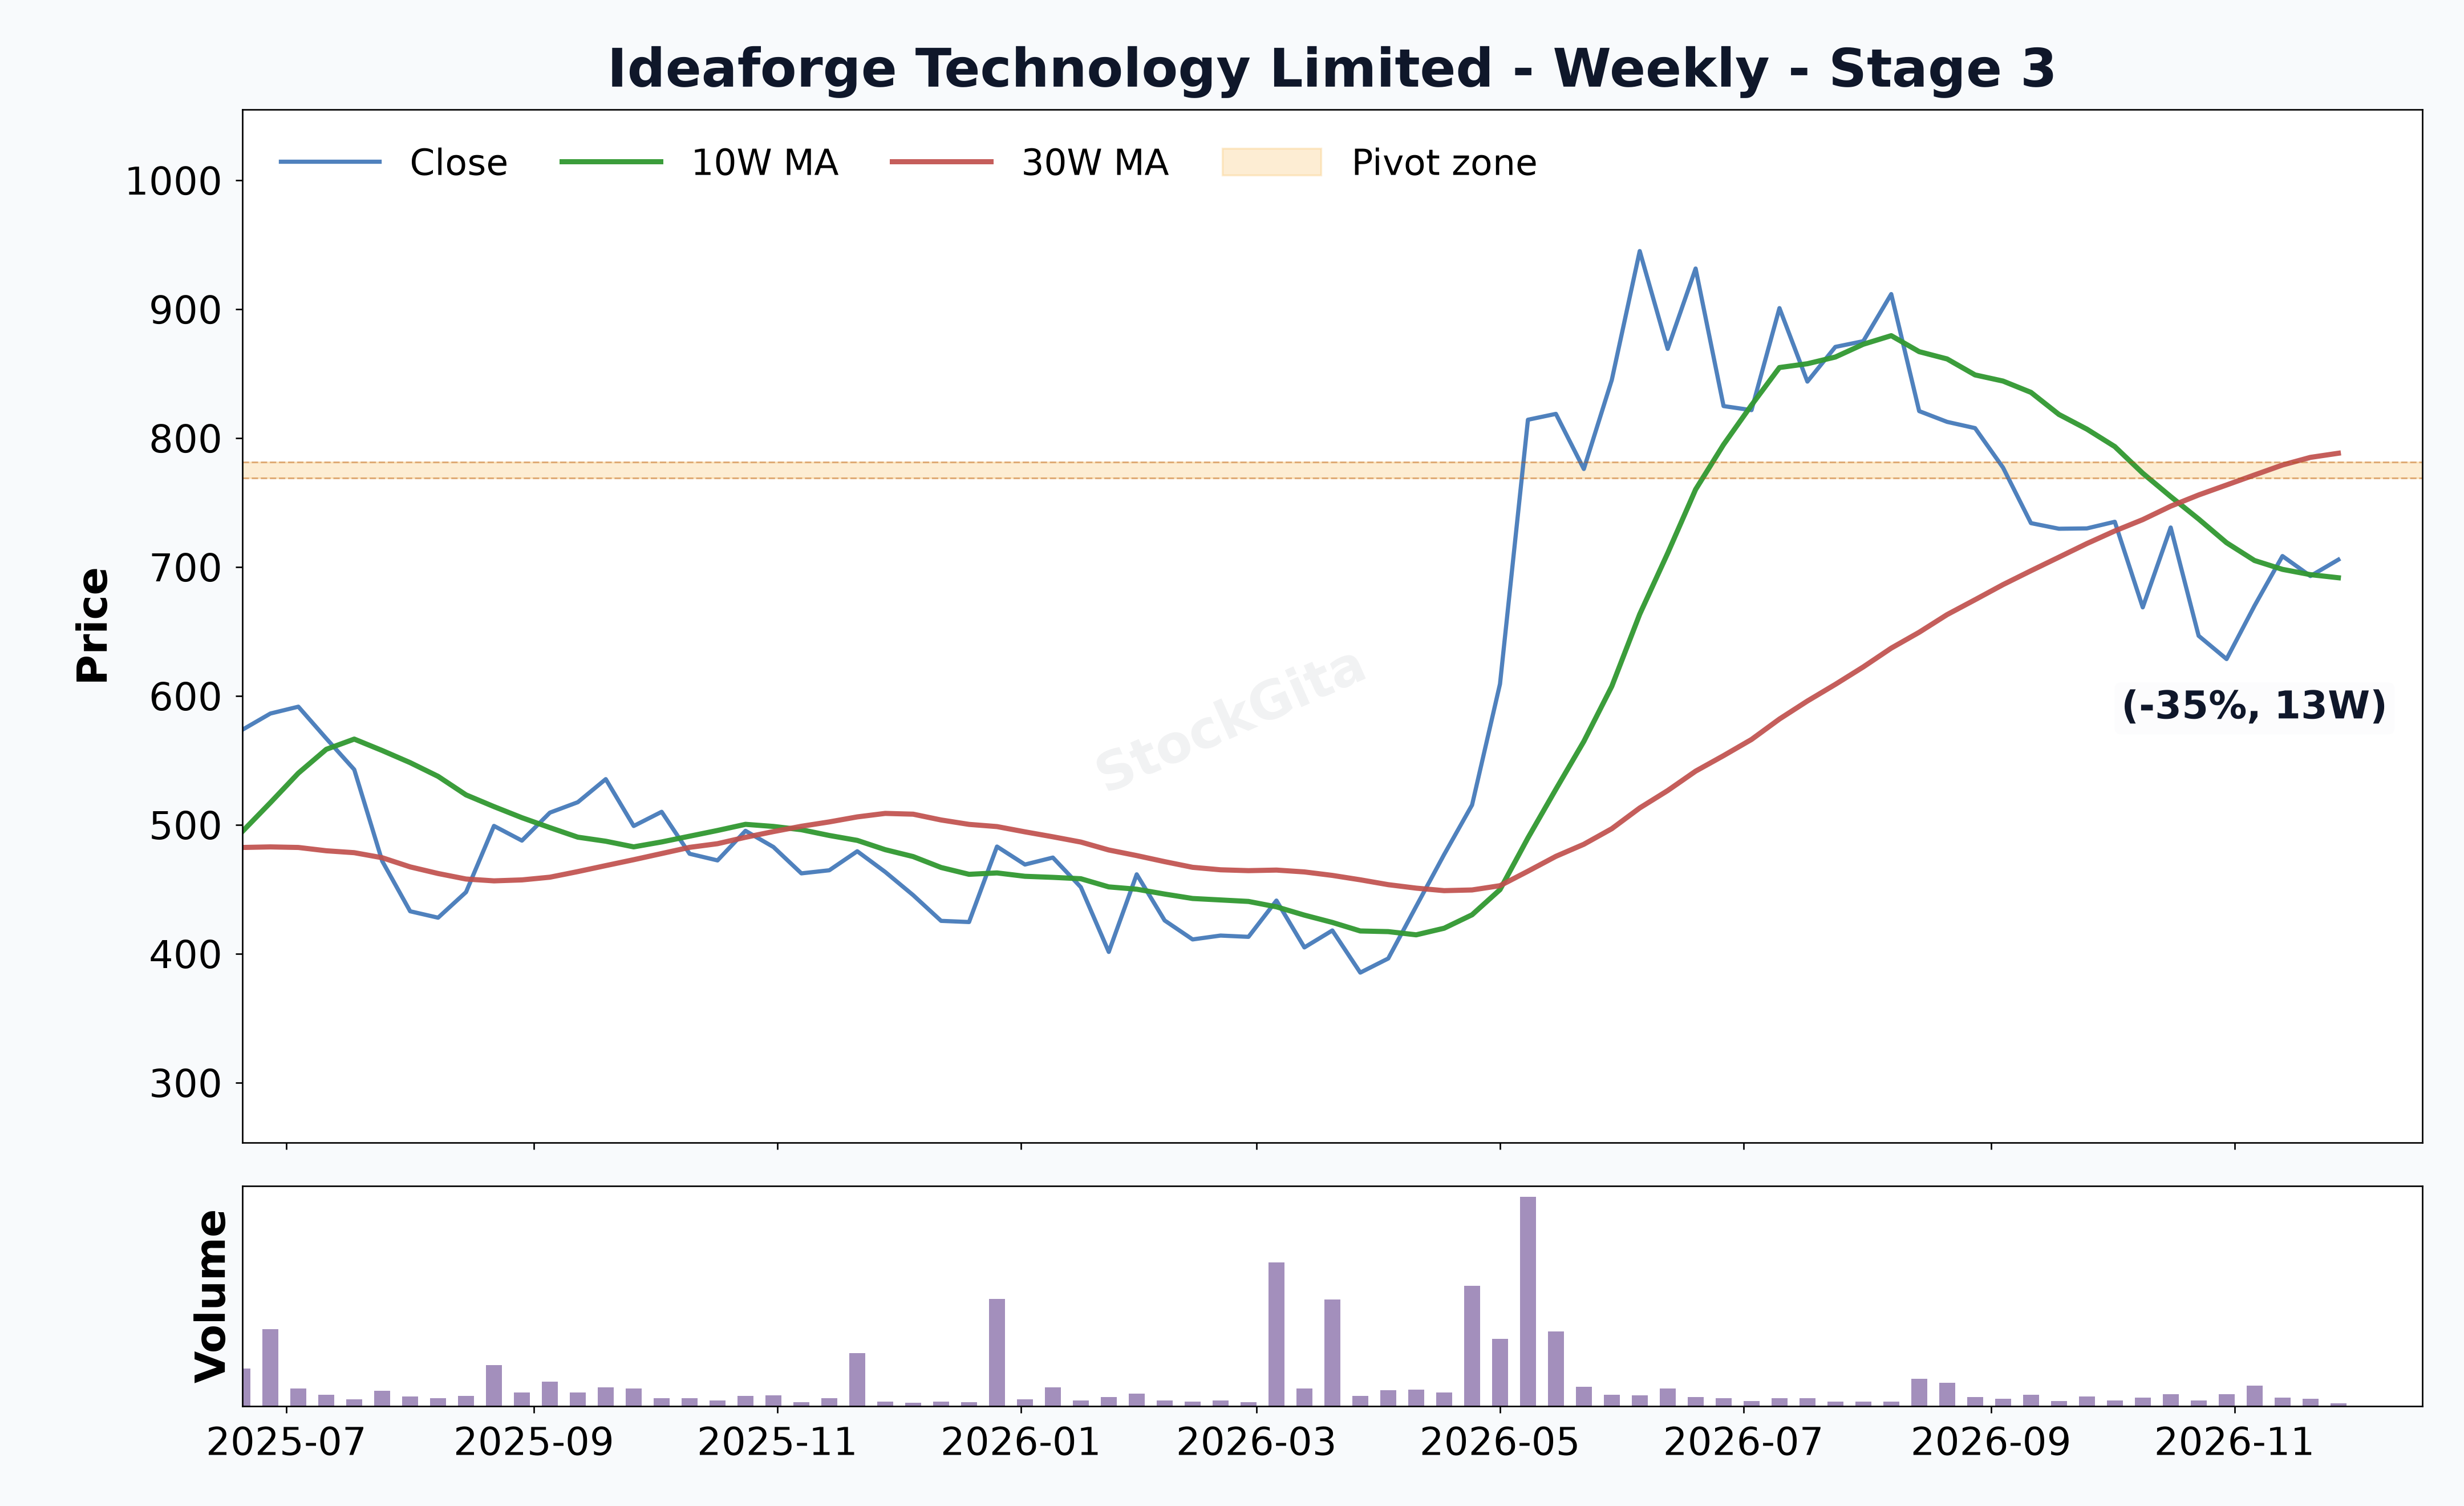 Ideaforge Technology Limited - Weekly - Stage 3
Close
10W MA
30W MA
Pivot zone
1000
900
800
700
600
500
400
300
Price
StockGita
(-35%, 13W)
Volume
2025-07
2025-09
2025-11
2026-01
2026-03
2026-05
2026-07
2026-09
2026-11